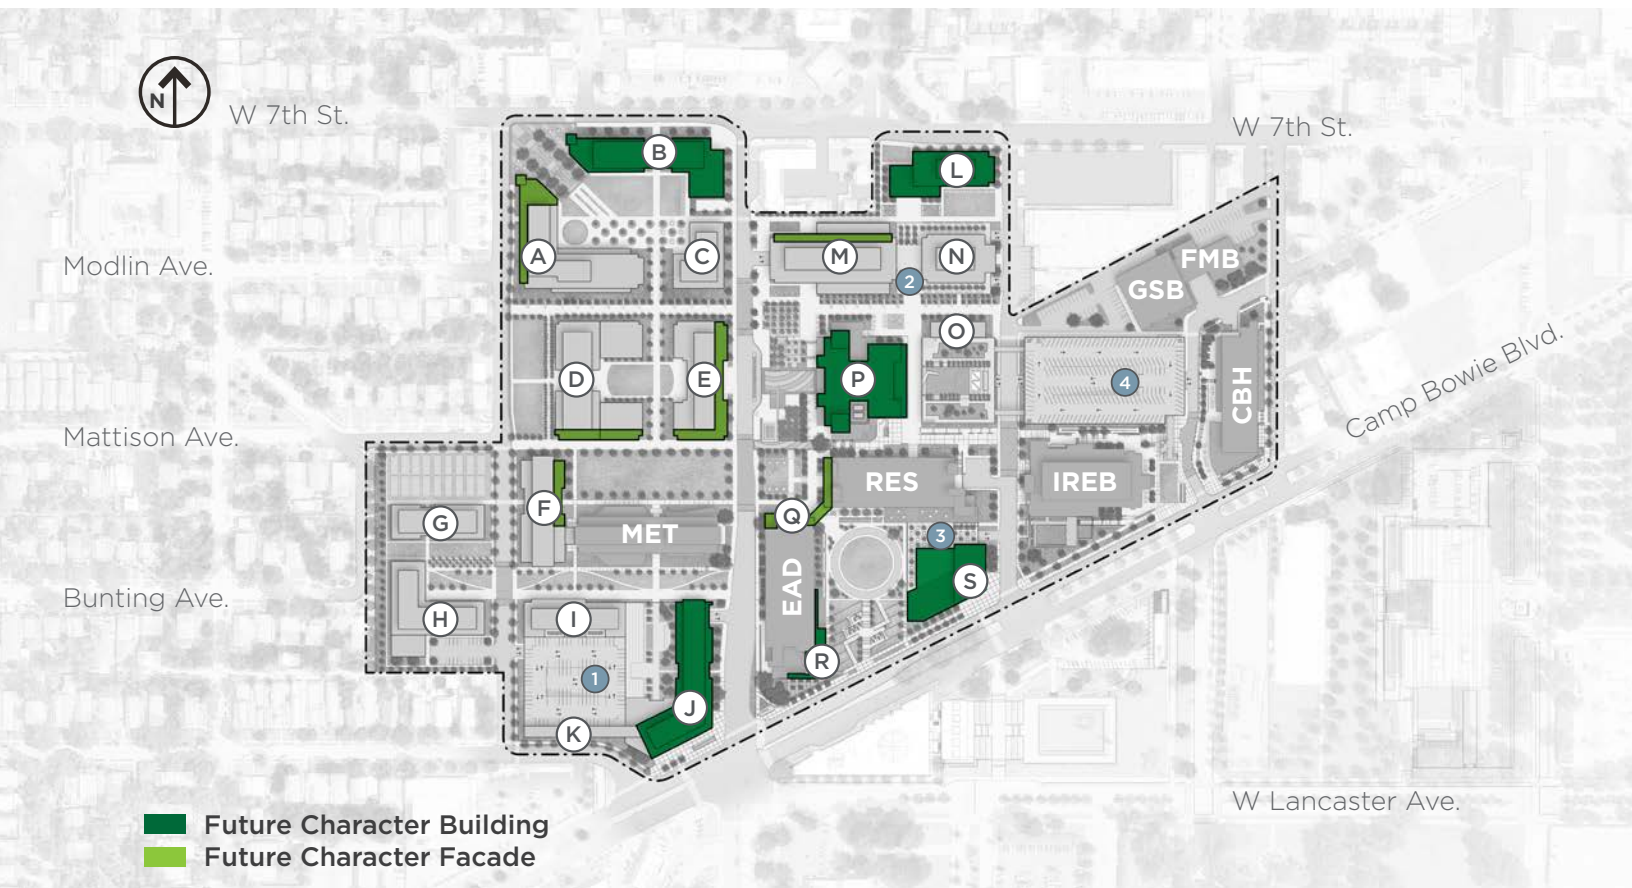 N
W 7th St.
W 7th St.
B
L
A
C
M
N
Modlin Ave.
FMB
2
GSB
O
D
E
P
4
CBH
Camp Bowie Blvd.
Mattison Ave.
RES
IREB
F
Q
G
MET
3
EAD
S
Bunting Ave.
H
I
R
1
J
K
W Lancaster Ave.
Future Character Building
Future Character Facade